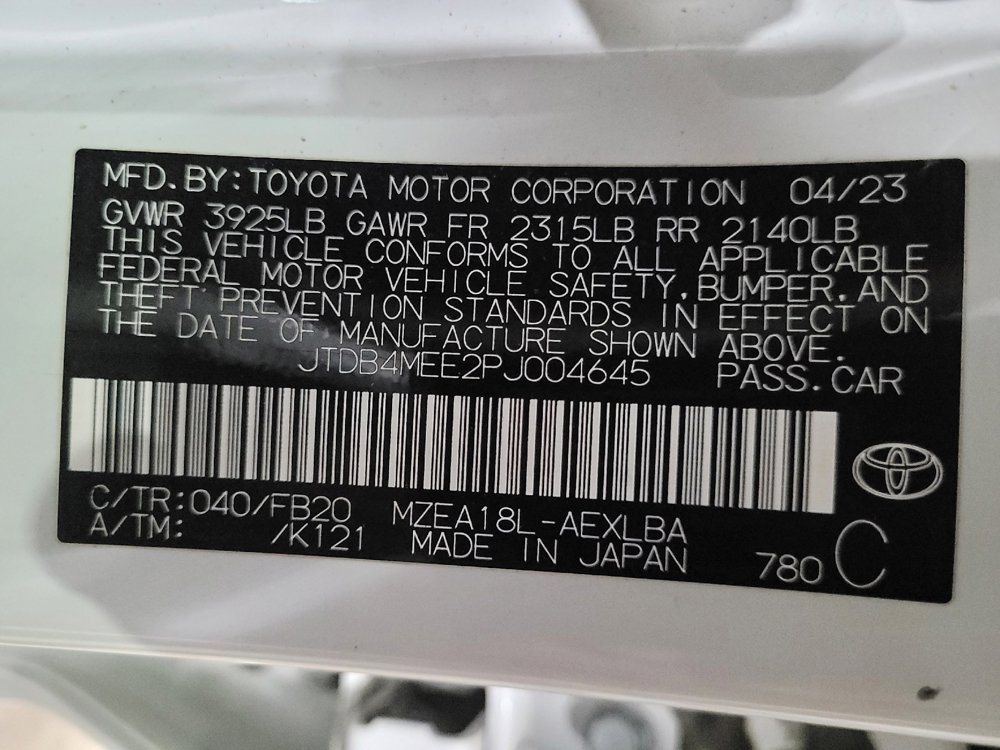 MFD.BY:TOYOTA MOTOR CORPORATION 04/23
GVWR 3925LB GAWR FR 2315LB RR 2140LB
THIS VEHICLE CONFORMS TO ALL APPLICABLE
FEDERAL MOTOR VEHICLE SAFETY,BUMPER,AND
THEFT PREVENTION STANDARDS IN EFFECT ON
THE DATE OF MANUFACTURE SHOWN ABOVE.
JTDB4MEE2PJ004645 PASS.CAR
C/TR:040/FB20 MZEA18L-AEXLBA
A/TM: /K121 MADE IN JAPAN 780 C